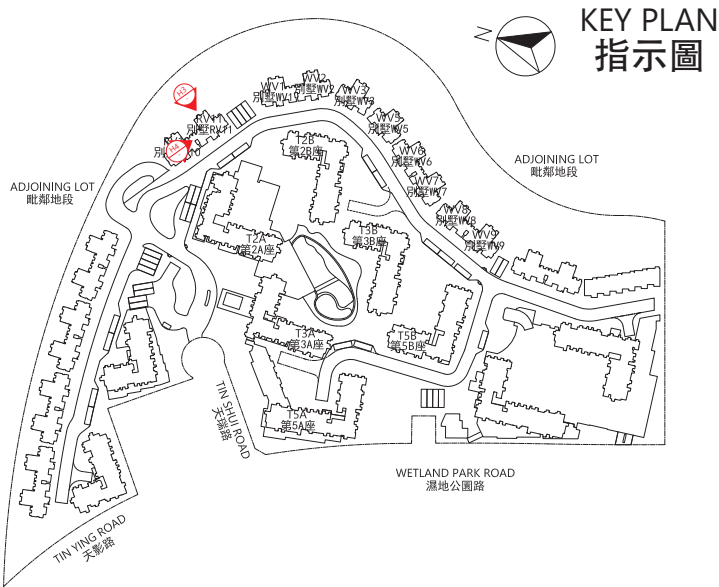 KEY PLAN
指示圖
N
H3
WV1
別墅WV1
WV2
別墅WV2
WV3
別墅WV3
RV11
別墅RV11
WV5
別墅WV5
H4
T2B
第2B座
WV6
別墅WV6
ADJOINING LOT
毗鄰地段
WV7
別墅WV7
ADJOINING LOT
毗鄰地段
WV8
別墅WV8
T2A
第2A座
T3B
第3B座
WV9
別墅WV9
T3A
第3A座
T5B
第5B座
T5A
第5A座
TIN SHUI ROAD
天瑞路
WETLAND PARK ROAD
濕地公園路
TIN YING ROAD
天影路